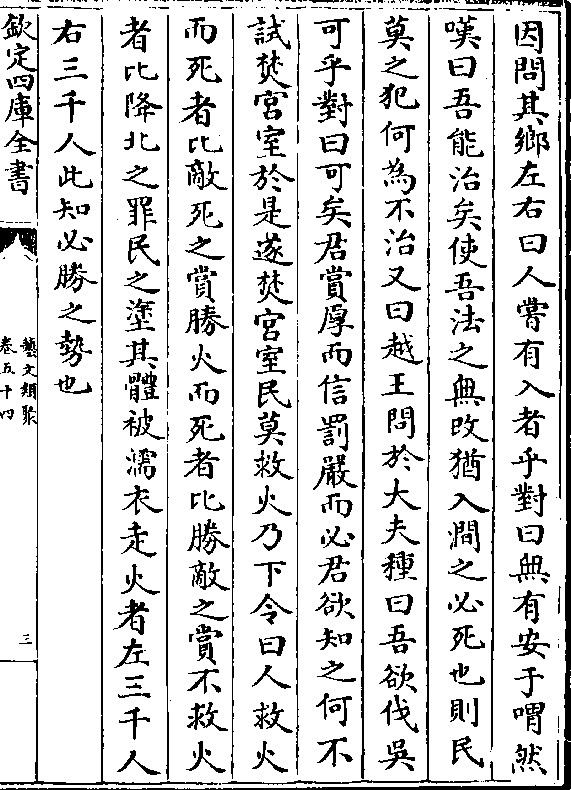 因問其鄉左右曰人嘗有入者乎對曰無有安于喟然
嘆曰吾能治矣使吾法之無改猶入澗之必死也則民
莫之犯何為不治又曰越王問於大夫種曰吾欲伐吳
可乎對曰可矣君賞厚而信罰嚴而必君欲知之何不
試焚宮室於是遂焚宮室民莫救火乃下令曰人救火
而死者比敵死之賞勝火而死者比勝敵之賞不救火
者比降北之罪民之塗其體被濡衣走火者左三千人
右三千人此知必勝之勢也
欽定四庫全書
藝文類聚
卷五十四
三